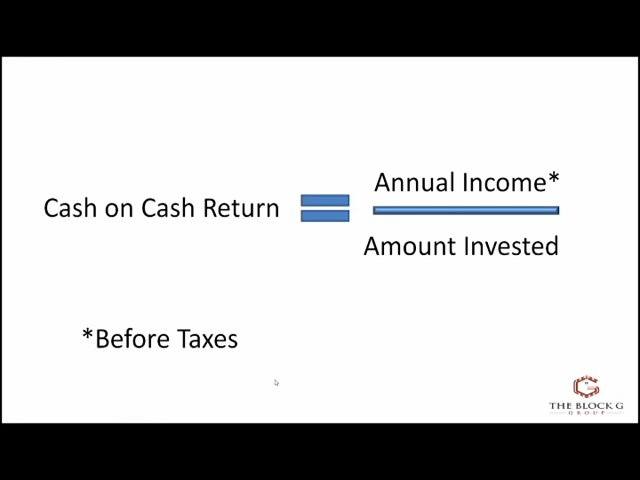 Cash on Cash Return
Annual Income*
Amount Invested
*Before Taxes
THE BLOCK G
GROUP